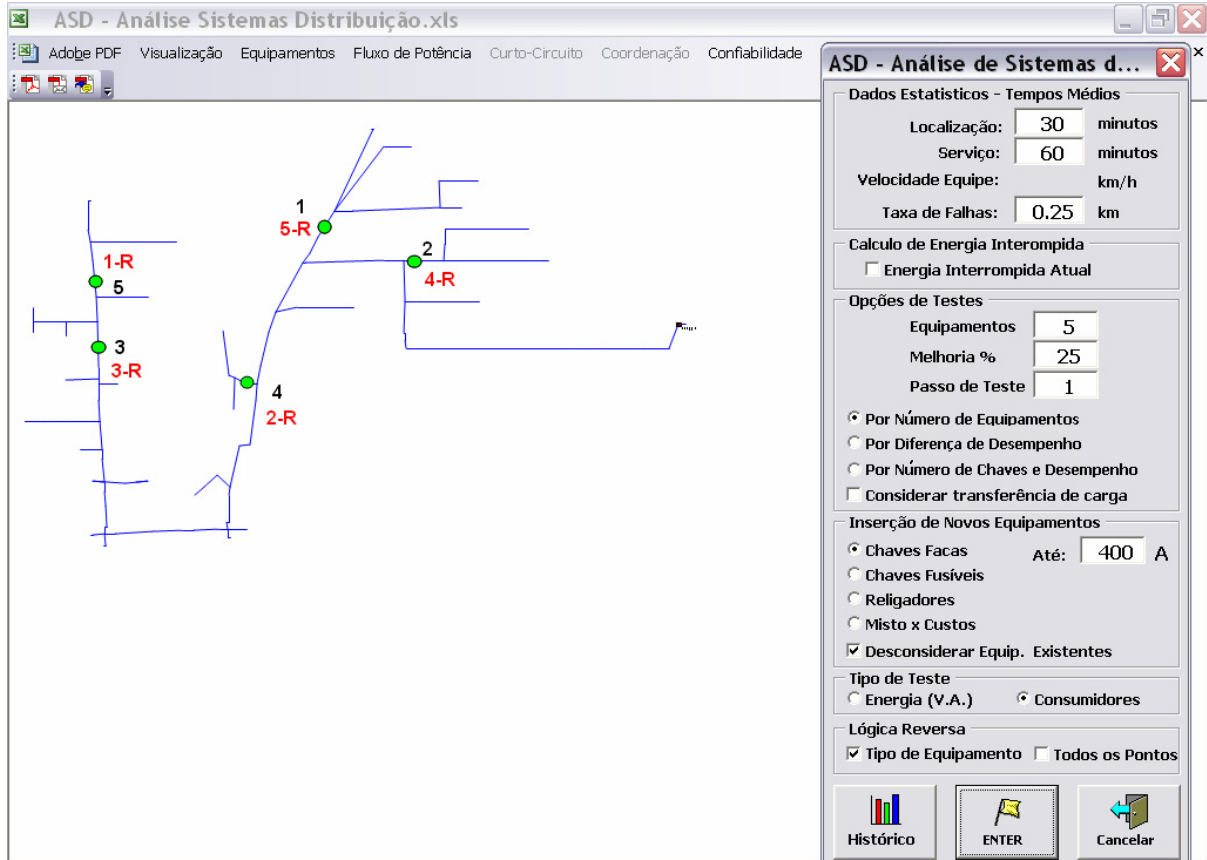 ASD - Análise Sistemas Distribuição.xls
Adobe PDF Visualização Equipamentos Fluxo de Potência Curto-Circuito Coordenação Confiabilidade
1
5-R
2
4-R
1-R
5
3
3-R
4
2-R
ASD - Análise de Sistemas d...
Dados Estatisticos - Tempos Médios
Localização: 30 minutos
Serviço: 60 minutos
Velocidade Equipe: km/h
Taxa de Falhas: 0.25 km
Calculo de Energia Interompida
Energia Interrompida Atual
Opções de Testes
Equipamentos 5
Melhoria % 25
Passo de Teste 1
Por Número de Equipamentos
Por Diferença de Desempenho
Por Número de Chaves e Desempenho
Considerar transferência de carga
Inserção de Novos Equipamentos
Chaves Facas Até: 400 A
Chaves Fusíveis
Religadores
Misto x Custos
Desconsiderar Equip. Existentes
Tipo de Teste
Energia (V.A.) Consumidores
Lógica Reversa
Tipo de Equipamento Todos os Pontos
Histórico ENTER Cancelar